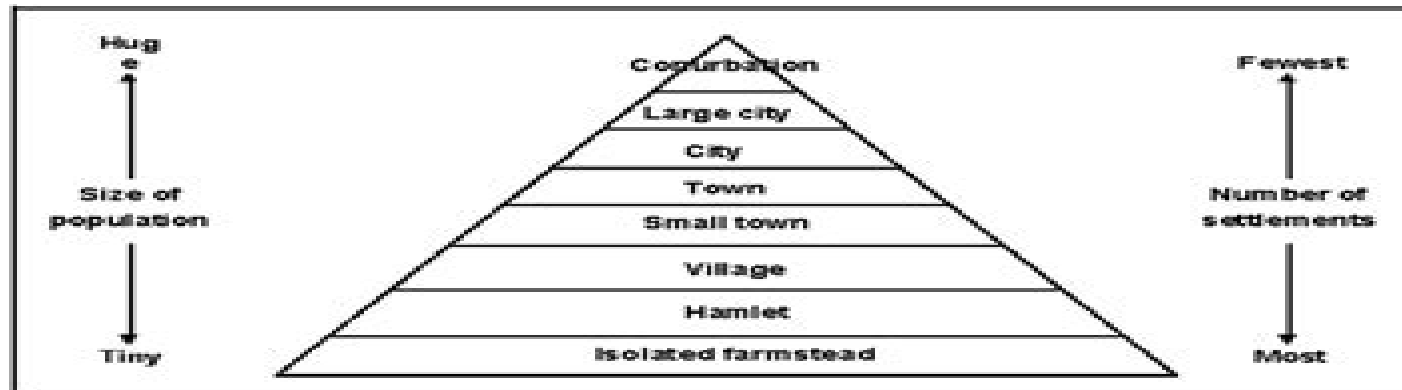 Hug
e
Conurbation
Fewest
Large city
City
Size of
population
Town
Number of
settlements
Small town
Village
Hamlet
Tiny
Isolated farmstead
Most